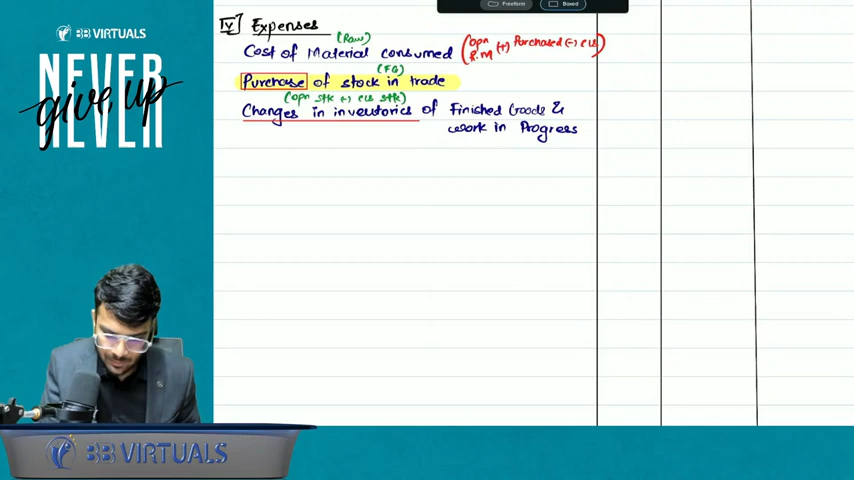 Freeform
Boxed
BB VIRTUALS
NEVER
give up
NEVER
IV] Expenses
(Raw)
Cost of Material consumed (opn R.M (+) Purchased (-) cls)
(FG)
Purchase of stock in trade
(opn stk (-) cls stk)
Changes in inventories of Finished Goods &
work in Progress
BB VIRTUALS